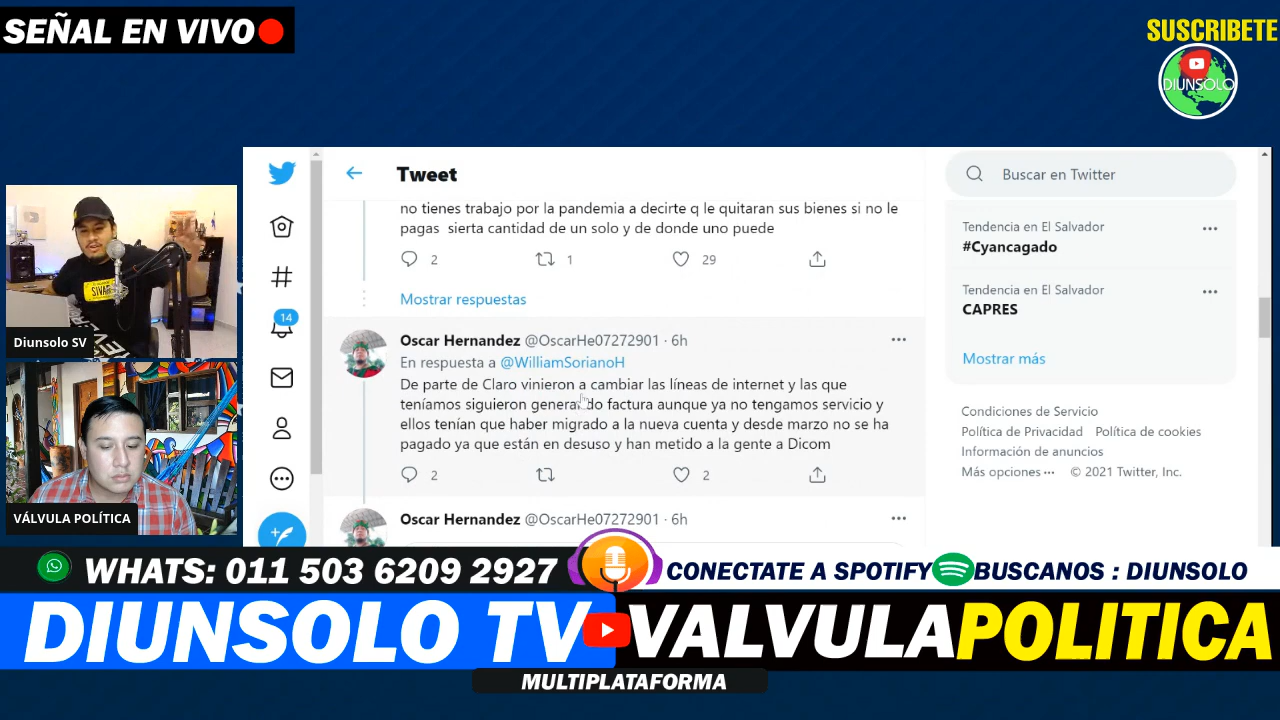 SEÑAL EN VIVO
SUSCRIBETE
DIUNSOLO
Tweet
Buscar en Twitter
no tienes trabajo por la pandemia a decirte q le quitaran sus bienes si no le
pagas sierta cantidad de un solo y de donde uno puede
2 1 29
Mostrar respuestas
Tendencia en El Salvador
#Cyancagado
Tendencia en El Salvador
CAPRES
Mostrar más
Condiciones de Servicio
Política de Privacidad Política de cookies
Información de anuncios
Más opciones ··· © 2021 Twitter, Inc.
14
Oscar Hernandez @OscarHe07272901 · 6h
En respuesta a @WilliamSorianoH
De parte de Claro vinieron a cambiar las líneas de internet y las que
teníamos siguieron generando factura aunque ya no tengamos servicio y
ellos tenían que haber migrado a la nueva cuenta y desde marzo no se ha
pagado ya que están en desuso y han metido a la gente a Dicom
2 2
Oscar Hernandez @OscarHe07272901 · 6h
SIVAR
Diunsolo SV
VÁLVULA POLÍTICA
WHATS: 011 503 6209 2927
CONECTATE A SPOTIFY BUSCANOS : DIUNSOLO
DIUNSOLO TV VALVULAPOLITICA
MULTIPLATAFORMA